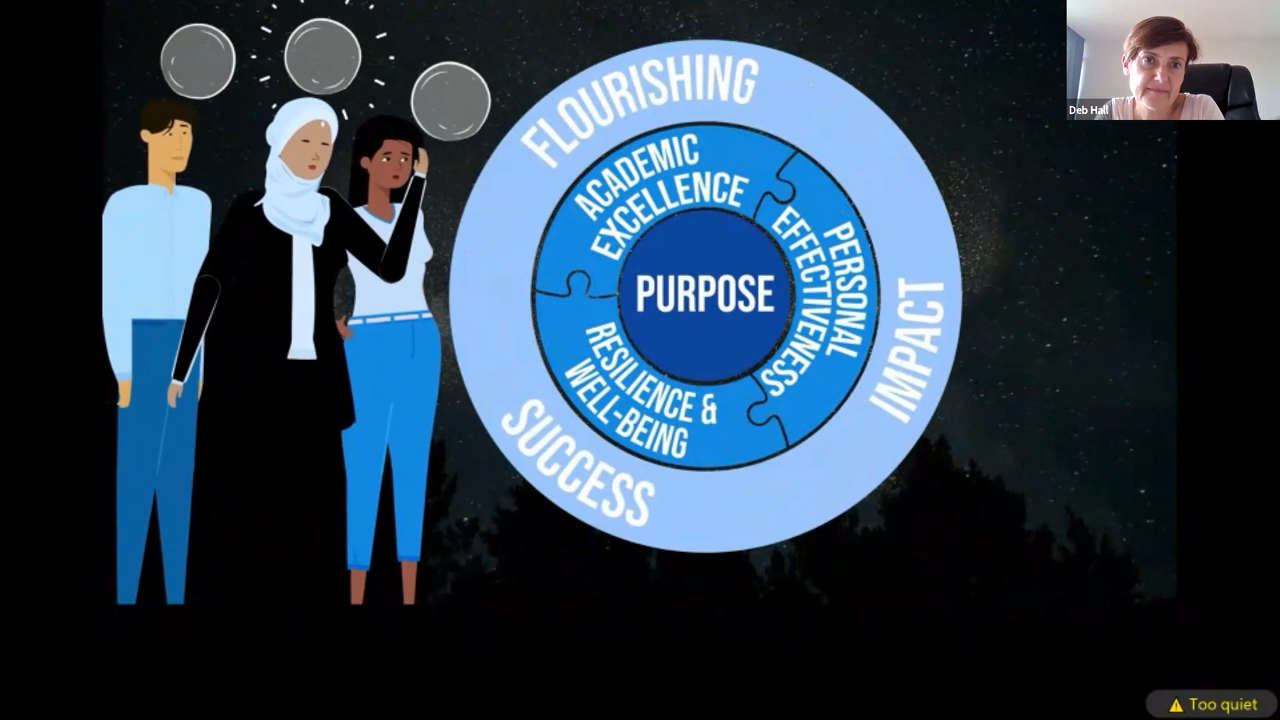 FLOURISHING
ACADEMIC
EXCELLENCE
PERSONAL
EFFECTIVENESS
PURPOSE
IMPACT
RESILIENCE &
WELL-BEING
SUCCESS
Deb Hall
Too quiet